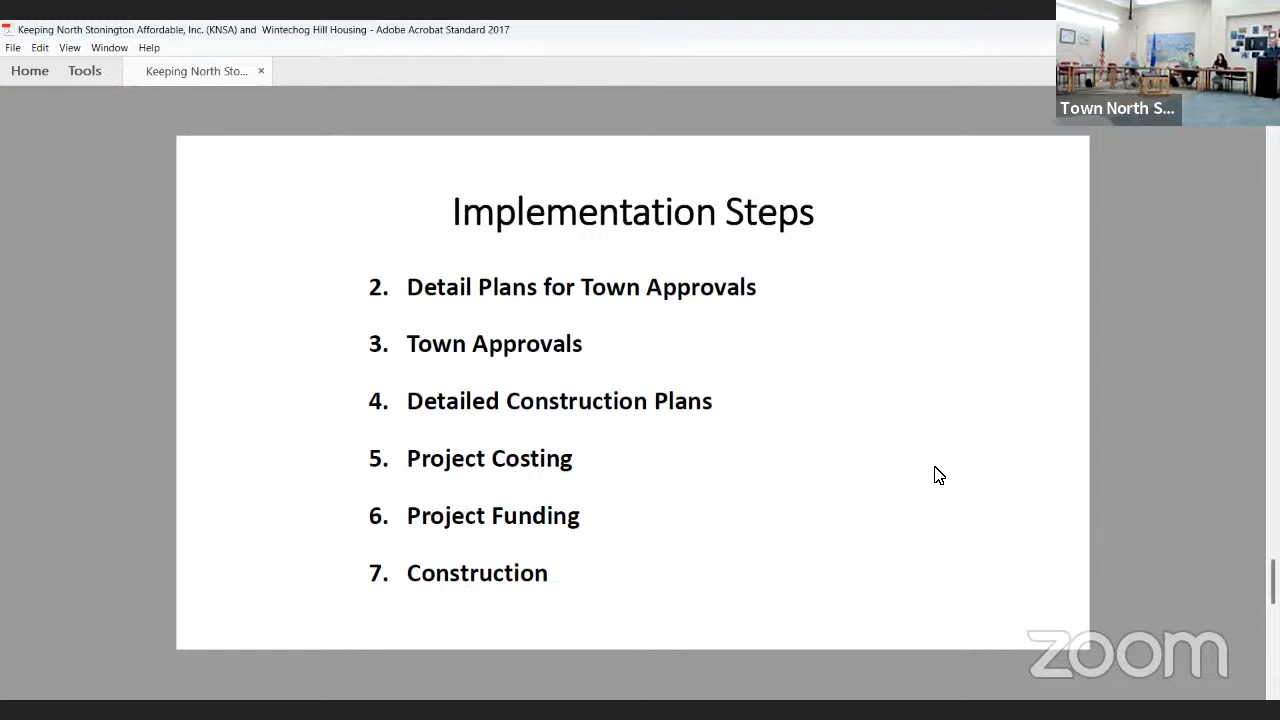 Keeping North Stonington Affordable, Inc. (KNSA) and Wintechog Hill Housing - Adobe Acrobat Standard 2017
File Edit View Window Help
Home Tools Keeping North Sto... ×
Town North S...
Implementation Steps
2. Detail Plans for Town Approvals
3. Town Approvals
4. Detailed Construction Plans
5. Project Costing
6. Project Funding
7. Construction
zoom